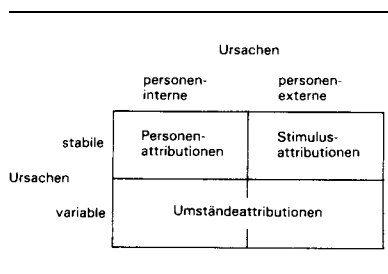 Ursachen
personen-
interne
personen-
externe
stabile
Personen-
attributionen
Stimulus-
attributionen
Ursachen
variable
Umständeattributionen